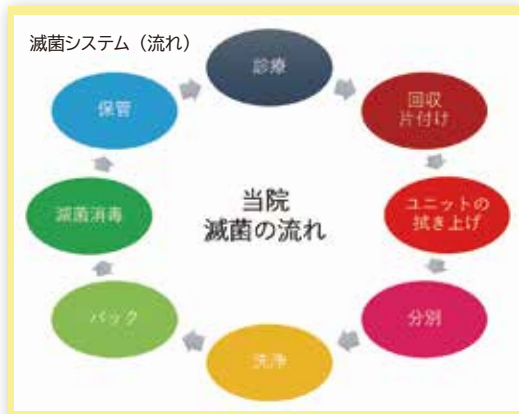 滅菌システム（流れ）
診療
回収
片付け
ユニットの
拭き上げ
分別
洗浄
パック
滅菌消毒
保管
当院
滅菌の流れ